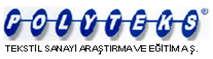 POLYTEKS®
TEKSTİL SANAYİ ARAŞTIRMA VE EĞİTİM A.Ş.